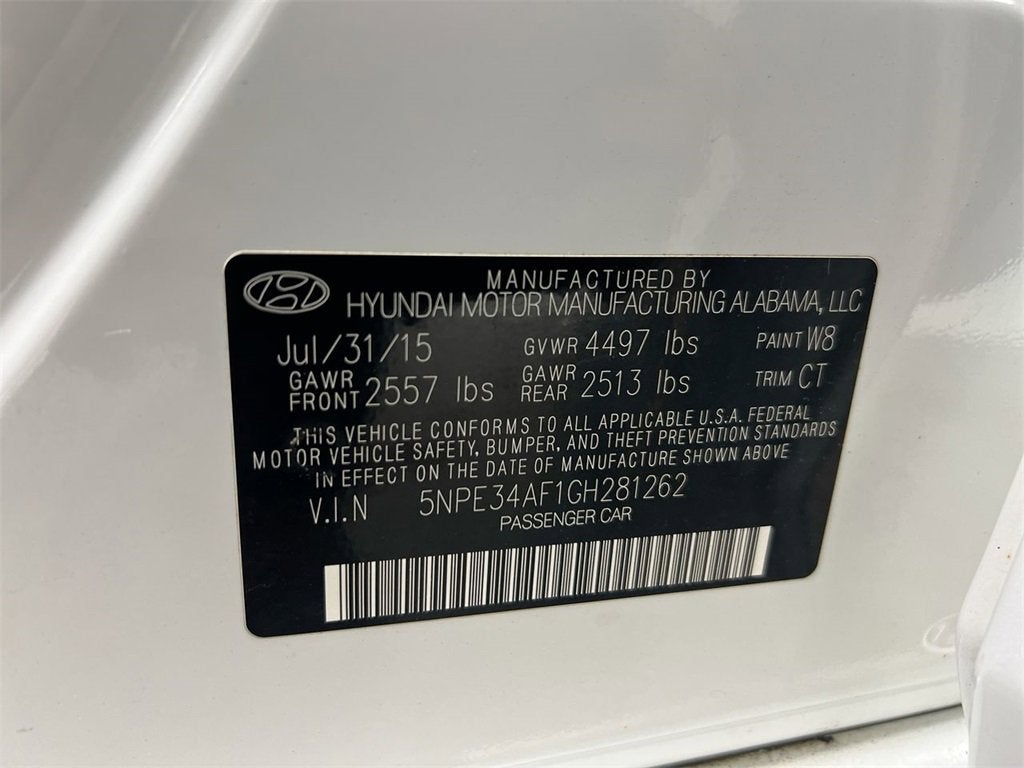 MANUFACTURED BY
HYUNDAI MOTOR MANUFACTURING ALABAMA, LLC
Jul/31/15 GVWR 4497 lbs PAINT W8
GAWR FRONT 2557 lbs GAWR REAR 2513 lbs TRIM CT
THIS VEHICLE CONFORMS TO ALL APPLICABLE U.S.A. FEDERAL
MOTOR VEHICLE SAFETY, BUMPER, AND THEFT PREVENTION STANDARDS
IN EFFECT ON THE DATE OF MANUFACTURE SHOWN ABOVE
V.I.N 5NPE34AF1GH281262
PASSENGER CAR